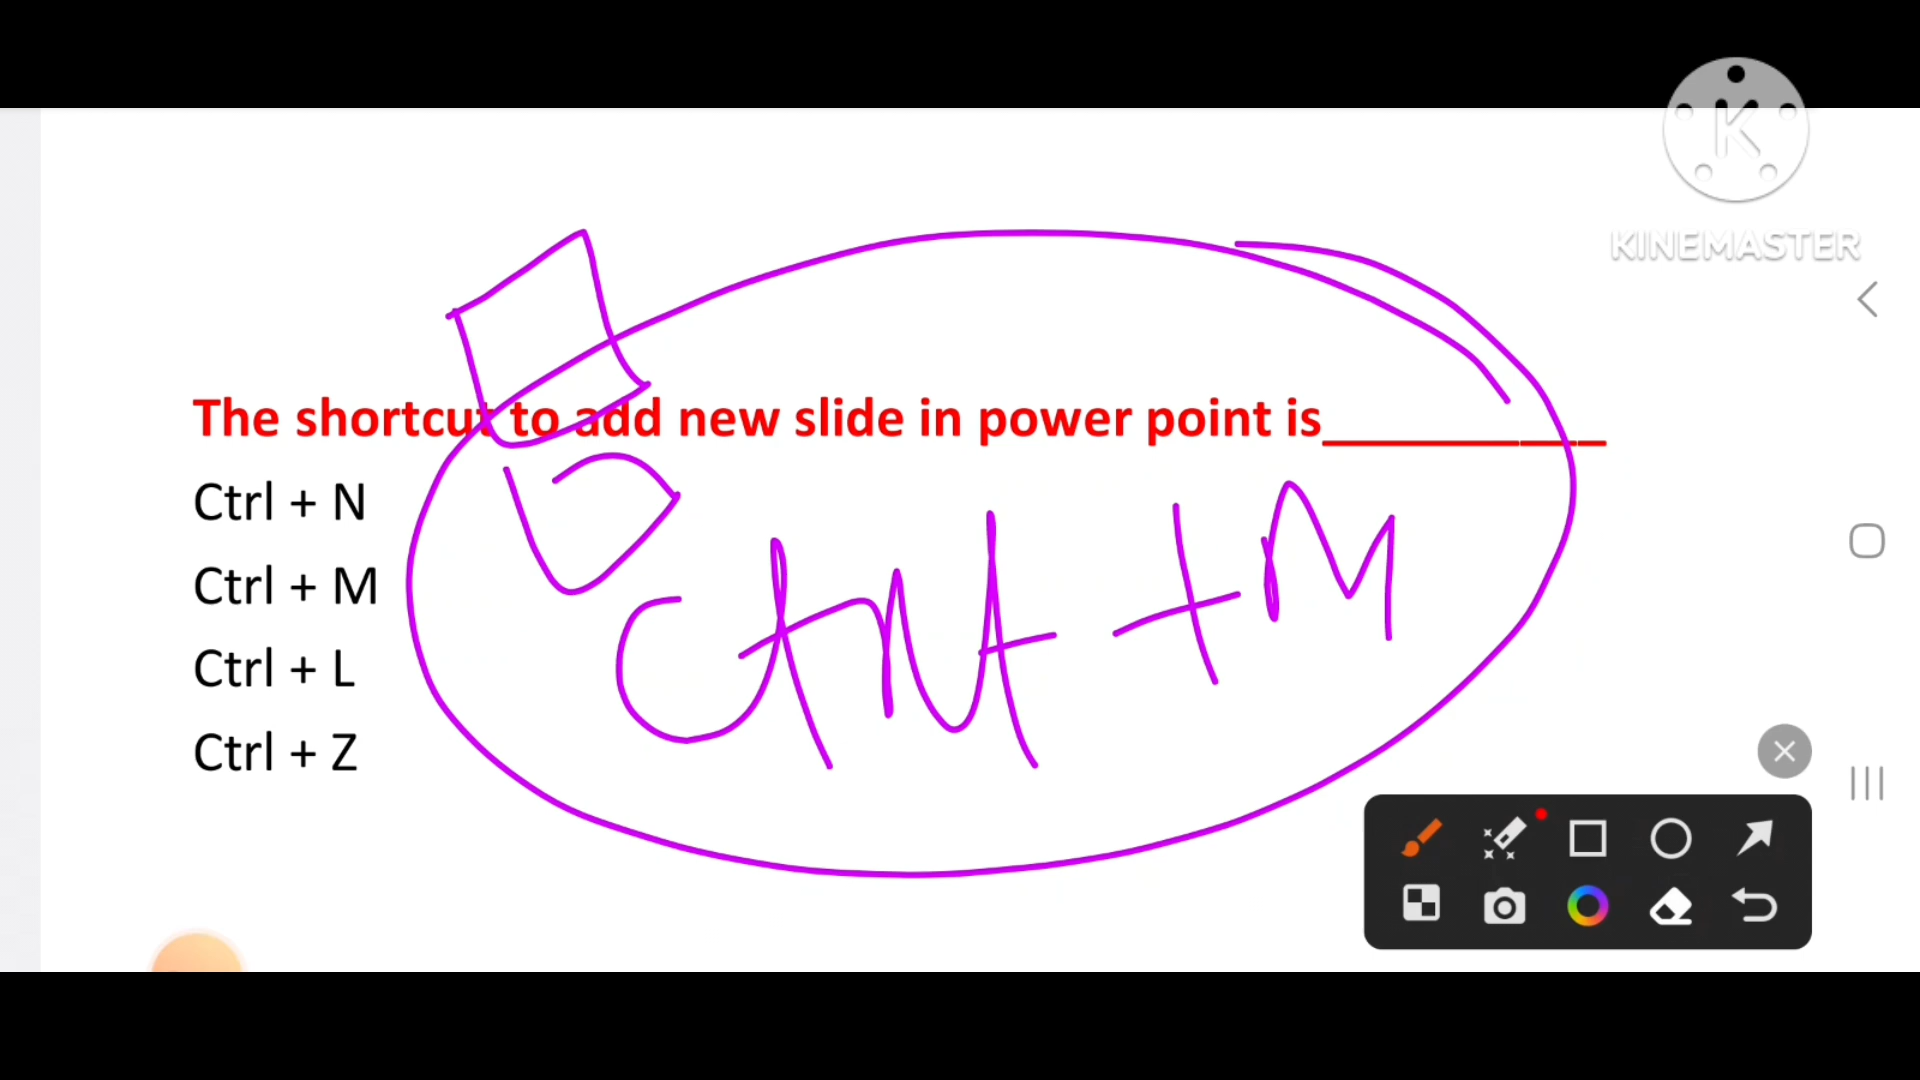 K
KINEMASTER
The shortcut to add new slide in power point is__________
Ctrl + N
Ctrl + M
Ctrl + L
Ctrl + Z
Ctrl + M